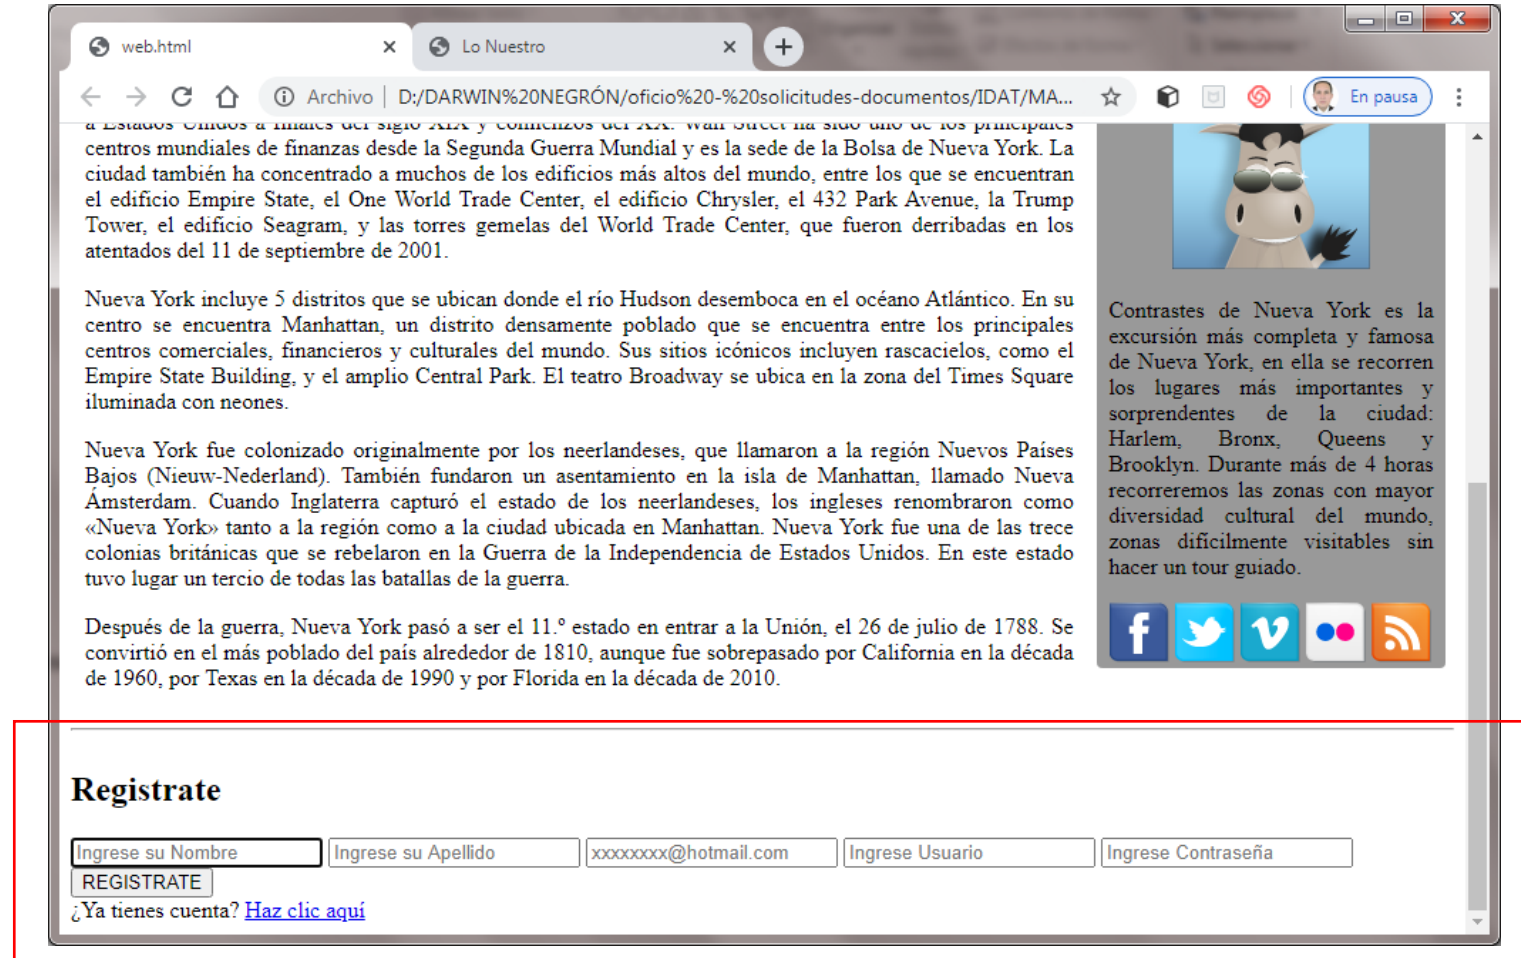 web.html
Lo Nuestro
Archivo | D:/DARWIN%20NEGRÓN/oficio%20-%20solicitudes-documentos/IDAT/MA...
En pausa
a Estados Unidos a finales del siglo XIX y comienzos del XX. Wall Street ha sido uno de los principales
centros mundiales de finanzas desde la Segunda Guerra Mundial y es la sede de la Bolsa de Nueva York. La
ciudad también ha concentrado a muchos de los edificios más altos del mundo, entre los que se encuentran
el edificio Empire State, el One World Trade Center, el edificio Chrysler, el 432 Park Avenue, la Trump
Tower, el edificio Seagram, y las torres gemelas del World Trade Center, que fueron derribadas en los
atentados del 11 de septiembre de 2001.
Nueva York incluye 5 distritos que se ubican donde el río Hudson desemboca en el océano Atlántico. En su
centro se encuentra Manhattan, un distrito densamente poblado que se encuentra entre los principales
centros comerciales, financieros y culturales del mundo. Sus sitios icónicos incluyen rascacielos, como el
Empire State Building, y el amplio Central Park. El teatro Broadway se ubica en la zona del Times Square
iluminada con neones.
Nueva York fue colonizado originalmente por los neerlandeses, que llamaron a la región Nuevos Países
Bajos (Nieuw-Nederland). También fundaron un asentamiento en la isla de Manhattan, llamado Nueva
Ámsterdam. Cuando Inglaterra capturó el estado de los neerlandeses, los ingleses renombraron como
«Nueva York» tanto a la región como a la ciudad ubicada en Manhattan. Nueva York fue una de las trece
colonias británicas que se rebelaron en la Guerra de la Independencia de Estados Unidos. En este estado
tuvo lugar un tercio de todas las batallas de la guerra.
Después de la guerra, Nueva York pasó a ser el 11.º estado en entrar a la Unión, el 26 de julio de 1788. Se
convirtió en el más poblado del país alrededor de 1810, aunque fue sobrepasado por California en la década
de 1960, por Texas en la década de 1990 y por Florida en la década de 2010.
Contrastes de Nueva York es la
excursión más completa y famosa
de Nueva York, en ella se recorren
los lugares más importantes y
sorprendentes de la ciudad:
Harlem, Bronx, Queens y
Brooklyn. Durante más de 4 horas
recorreremos las zonas con mayor
diversidad cultural del mundo,
zonas difícilmente visitables sin
hacer un tour guiado.
Registrate
Ingrese su Nombre
Ingrese su Apellido
xxxxxxxx@hotmail.com
Ingrese Usuario
Ingrese Contraseña
REGISTRATE
¿Ya tienes cuenta? Haz clic aquí